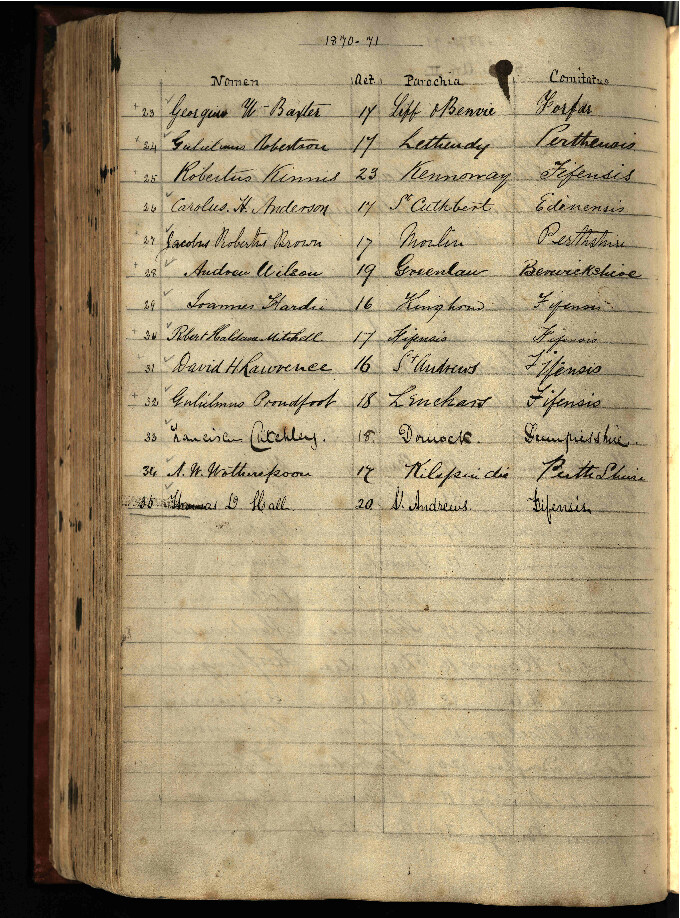 1870-71
Nomen Aet. Parochia Comitatus
+ 23 Georgius W- Baxter 17 Liff & Benvie Forfar
+ 24 Gulielmus Robertson 17 Lethendy Perthensis
+ 25 Robertus Kinnis 23 Kennoway Fifensis
+ 26 Carolus. H. Anderson 17 St Cuthbert Edinensis
+ 27 Jacobus Robertus Brown 17 Moulin Perthshire
+ 28 Andrew Wilson 19 Greenlaw Berwickshire
29 Joannes Hardie 16 Kinghorn Fifensis
+ 30 Robert Haldane Mitchell 17 Fifensis Fifensis
31 David H Lawrence 16 St Andrews Fifensis
+ 32 Gulielmus Proudfoot 18 Leuchars Fifensis
33 Critchley. 18. Dornock. Dumfriesshire.
34 A. W. Wotherspoon 17 Kilspindie Perth Shire
35 Thomas D Hall 20 St. Andrews. Fifensis